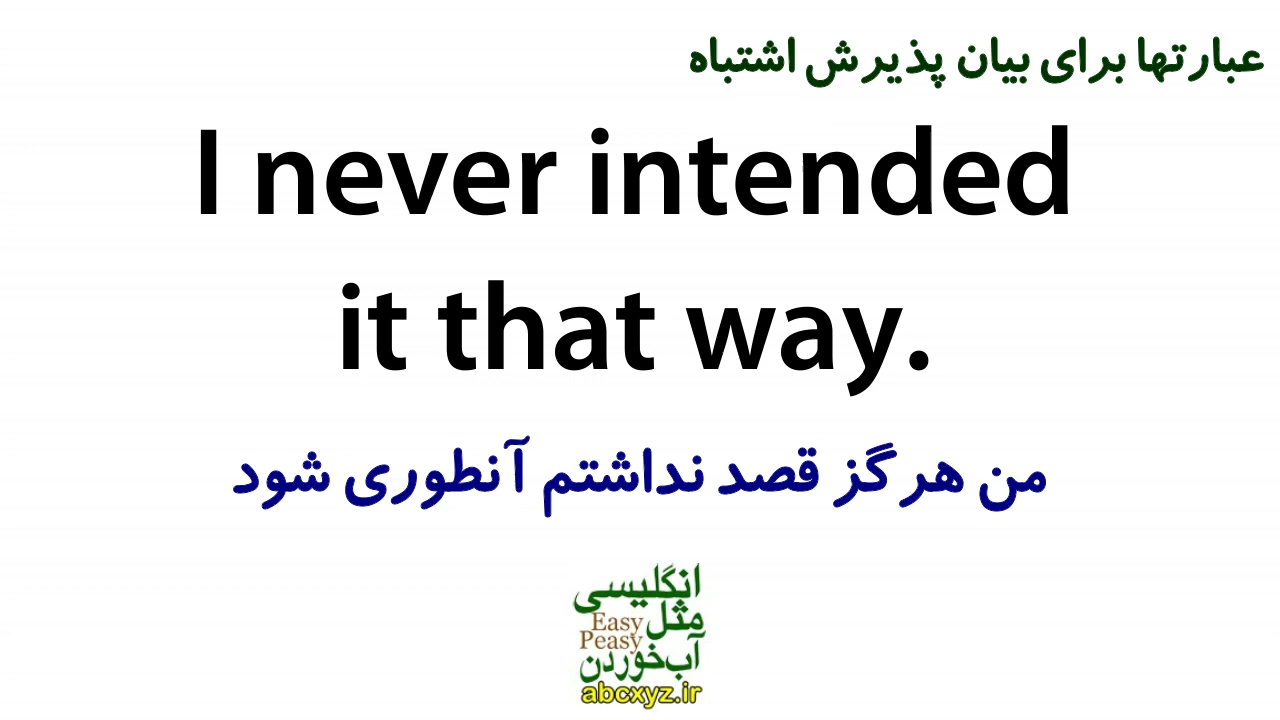 عبارتها برای بیان پذیرش اشتباه
I never intended
it that way.
من هرگز قصد نداشتم آنطوری شود
انگلیسی
مثل
Easy
Peasy
آب‌خوردن
abcxyz.ir